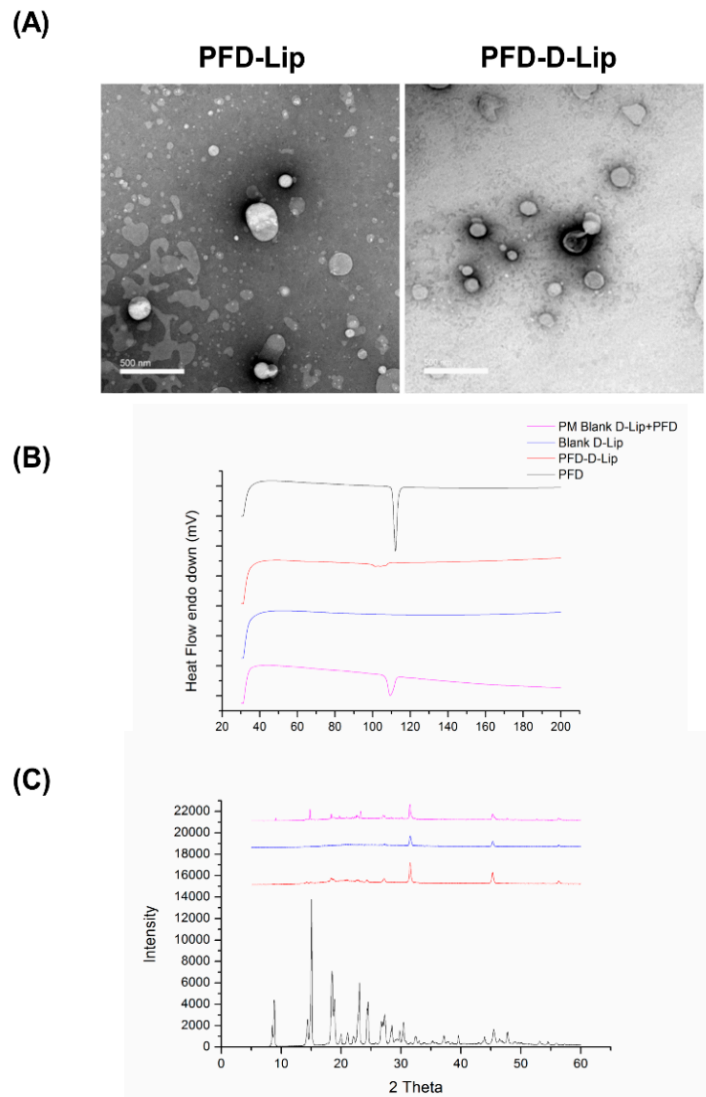 (A)
PFD-Lip PFD-D-Lip
500 nm
(B)
PM Blank D-Lip+PFD
Blank D-Lip
PFD-D-Lip
PFD
Heat Flow endo down (mV)
20 40 60 80 100 120 140 160 180 200
(C)
22000
20000
18000
16000
14000
12000
10000
8000
6000
4000
2000
0
Intensity
0 10 20 30 40 50 60
2 Theta